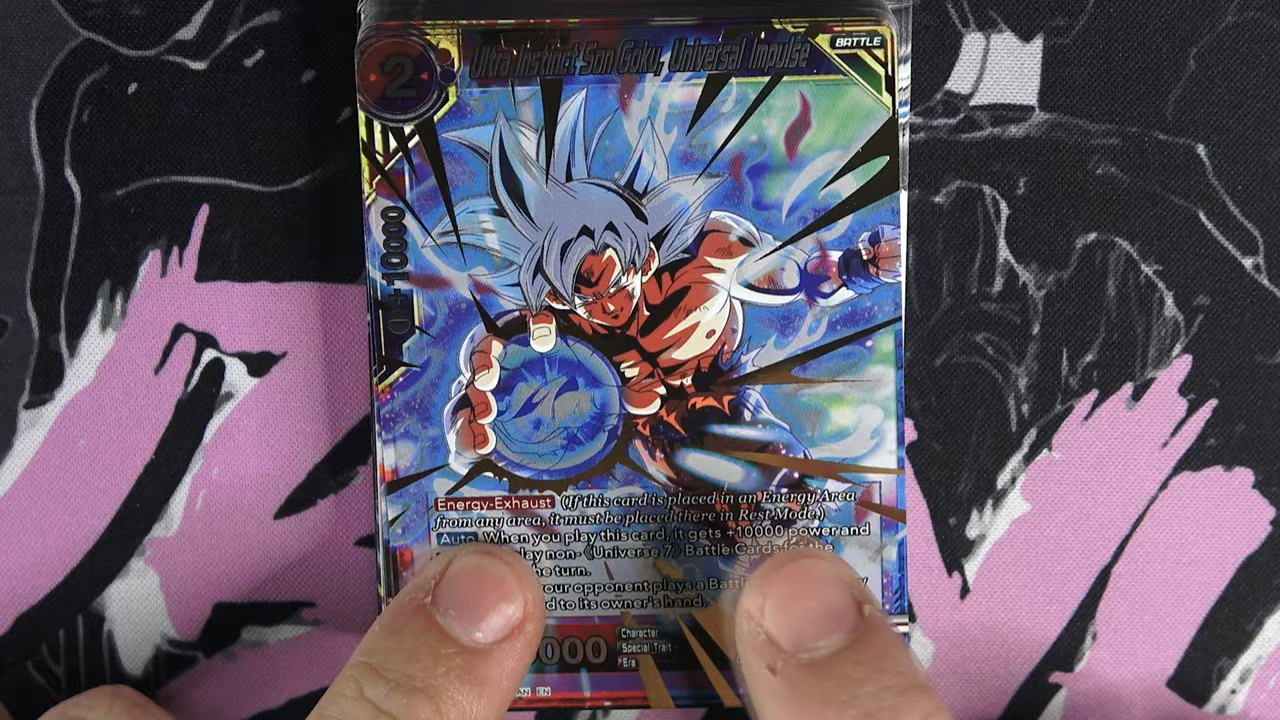 2
Ultra Instinct Son Goku, Universal Impulse
BATTLE
+10000
Energy-Exhaust (If this card is placed in an Energy Area
from any area, it must be placed there in Rest Mode.)
Auto When you play this card, it gets +10000 power and
lay non-《Universe 7》 Battle Cards for the
he turn.
our opponent plays a Battl
d to its owner's hand.
000
Character
Special Trait
Era
EN